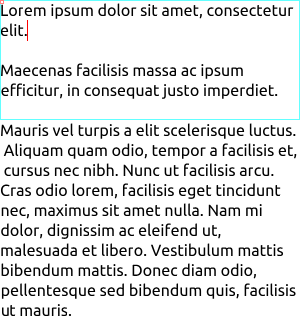 Lorem ipsum dolor sit amet, consectetur
elit.
Maecenas facilisis massa ac ipsum
efficitur, in consequat justo imperdiet.
Mauris vel turpis a elit scelerisque luctus.
Aliquam quam odio, tempor a facilisis et,
cursus nec nibh. Nunc ut facilisis arcu.
Cras odio lorem, facilisis eget tincidunt
nec, maximus sit amet nulla. Nam mi
dolor, dignissim ac eleifend ut,
malesuada et libero. Vestibulum mattis
bibendum mattis. Donec diam odio,
pellentesque sed bibendum quis, facilisis
ut mauris.